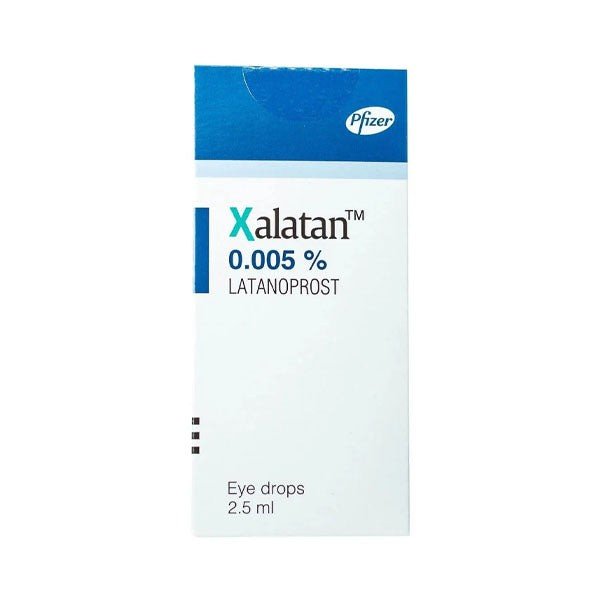 Pfizer
Xalatan™
0.005 %
LATANOPROST
Eye drops
2.5 ml